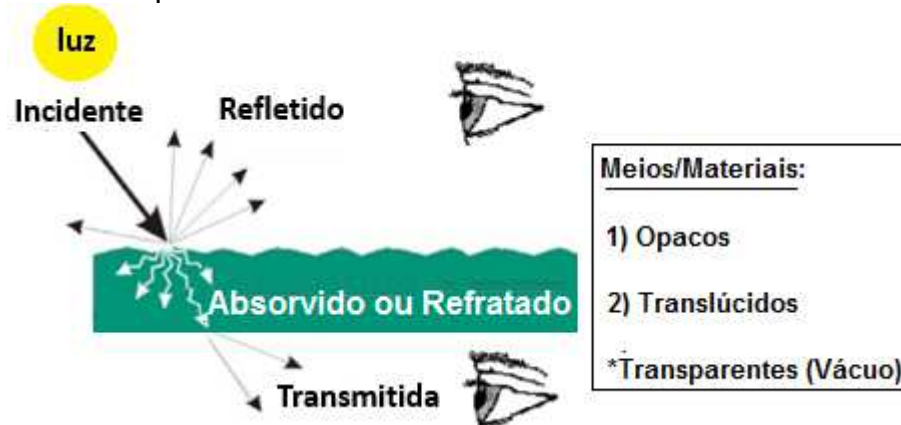 luz
Incidente
Refletido
Absorvido ou Refratado
Transmitida
Meios/Materiais:
1) Opacos
2) Translúcidos
*Transparentes (Vácuo)